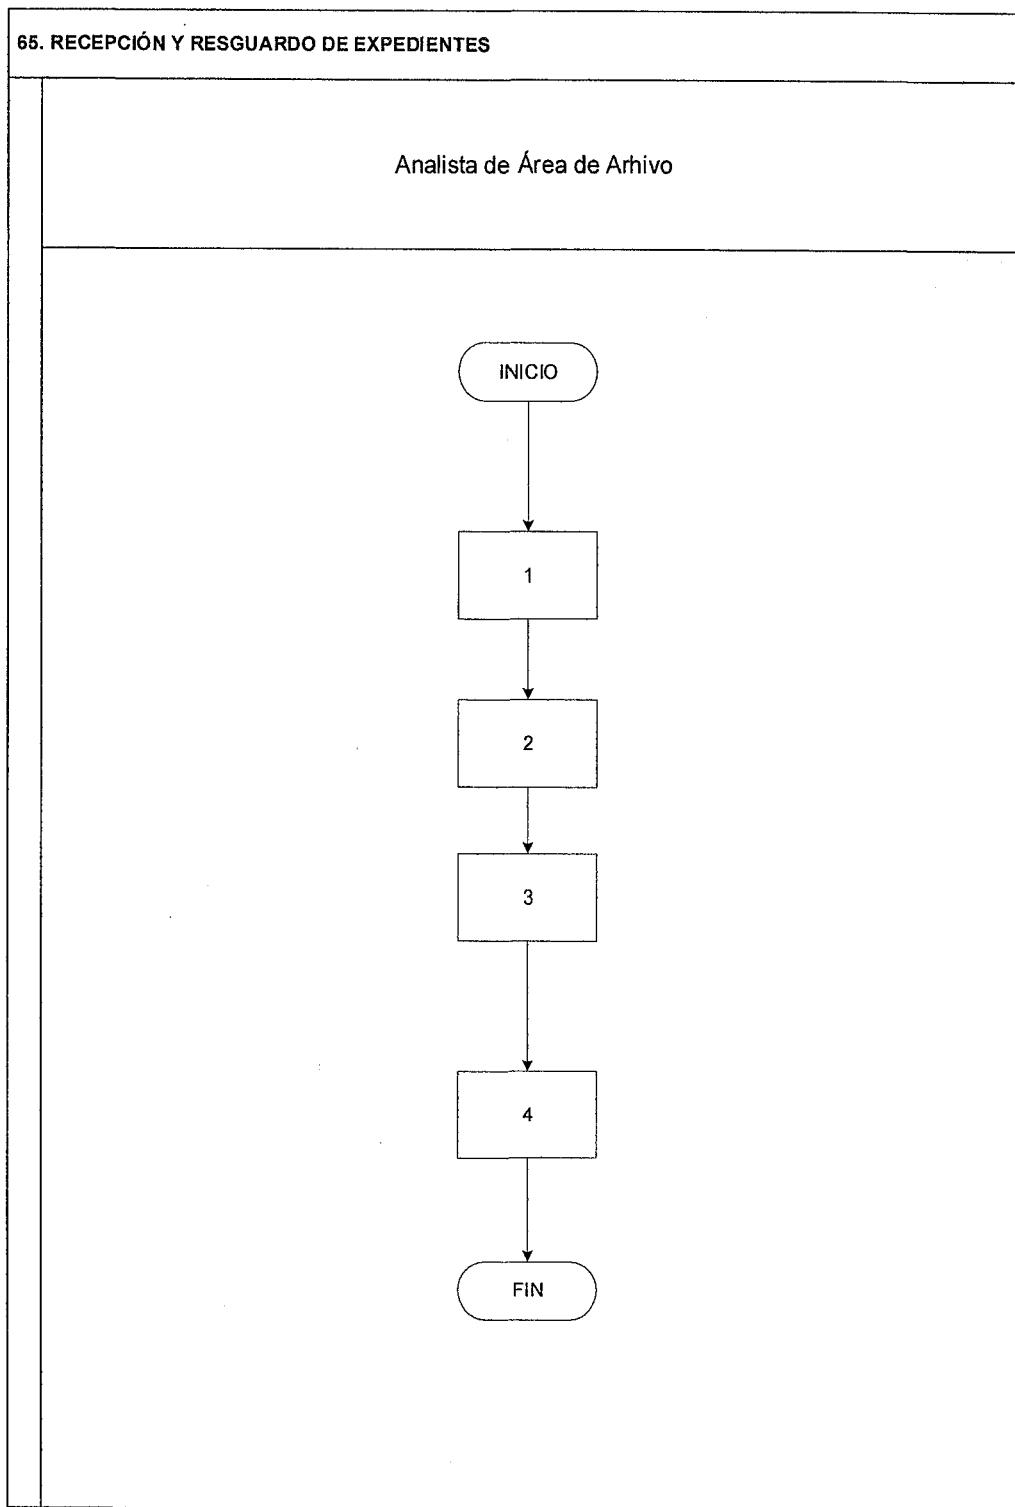 65. RECEPCIÓN Y RESGUARDO DE EXPEDIENTES
Analista de Área de Arhivo
INICIO
1
2
3
4
FIN